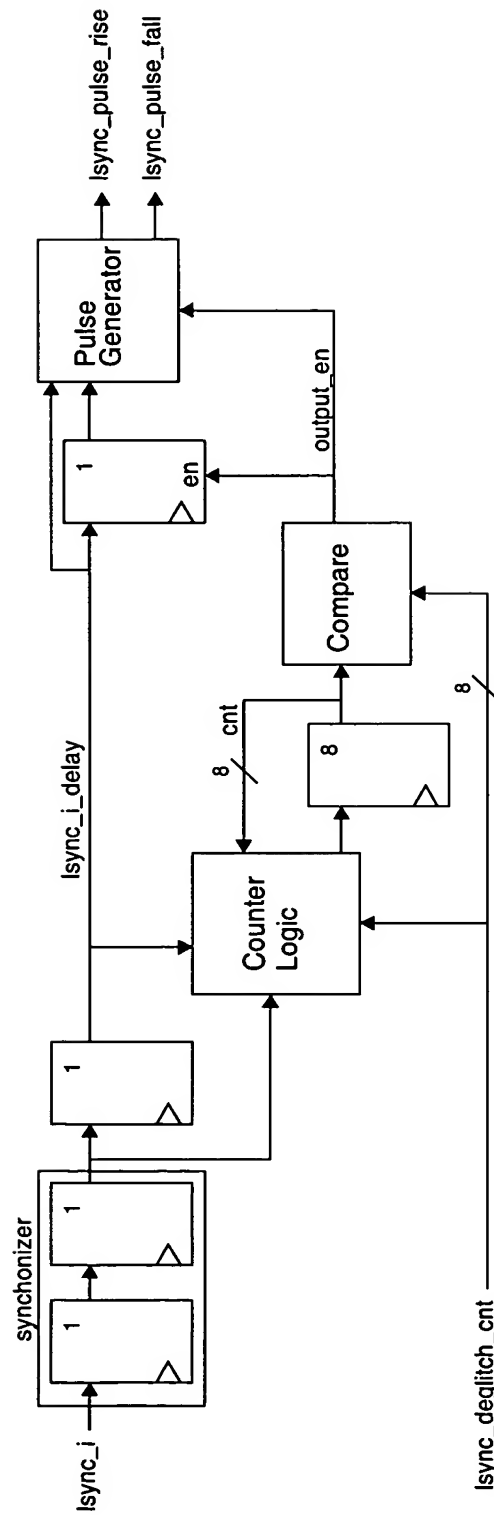 lsync_i
synchonizer
1
1
1
lsync_i_delay
Counter
Logic
8
cnt
8
Compare
output_en
1
en
Pulse
Generator
lsync_pulse_rise
lsync_pulse_fall
lsync_deglitch_cnt
8